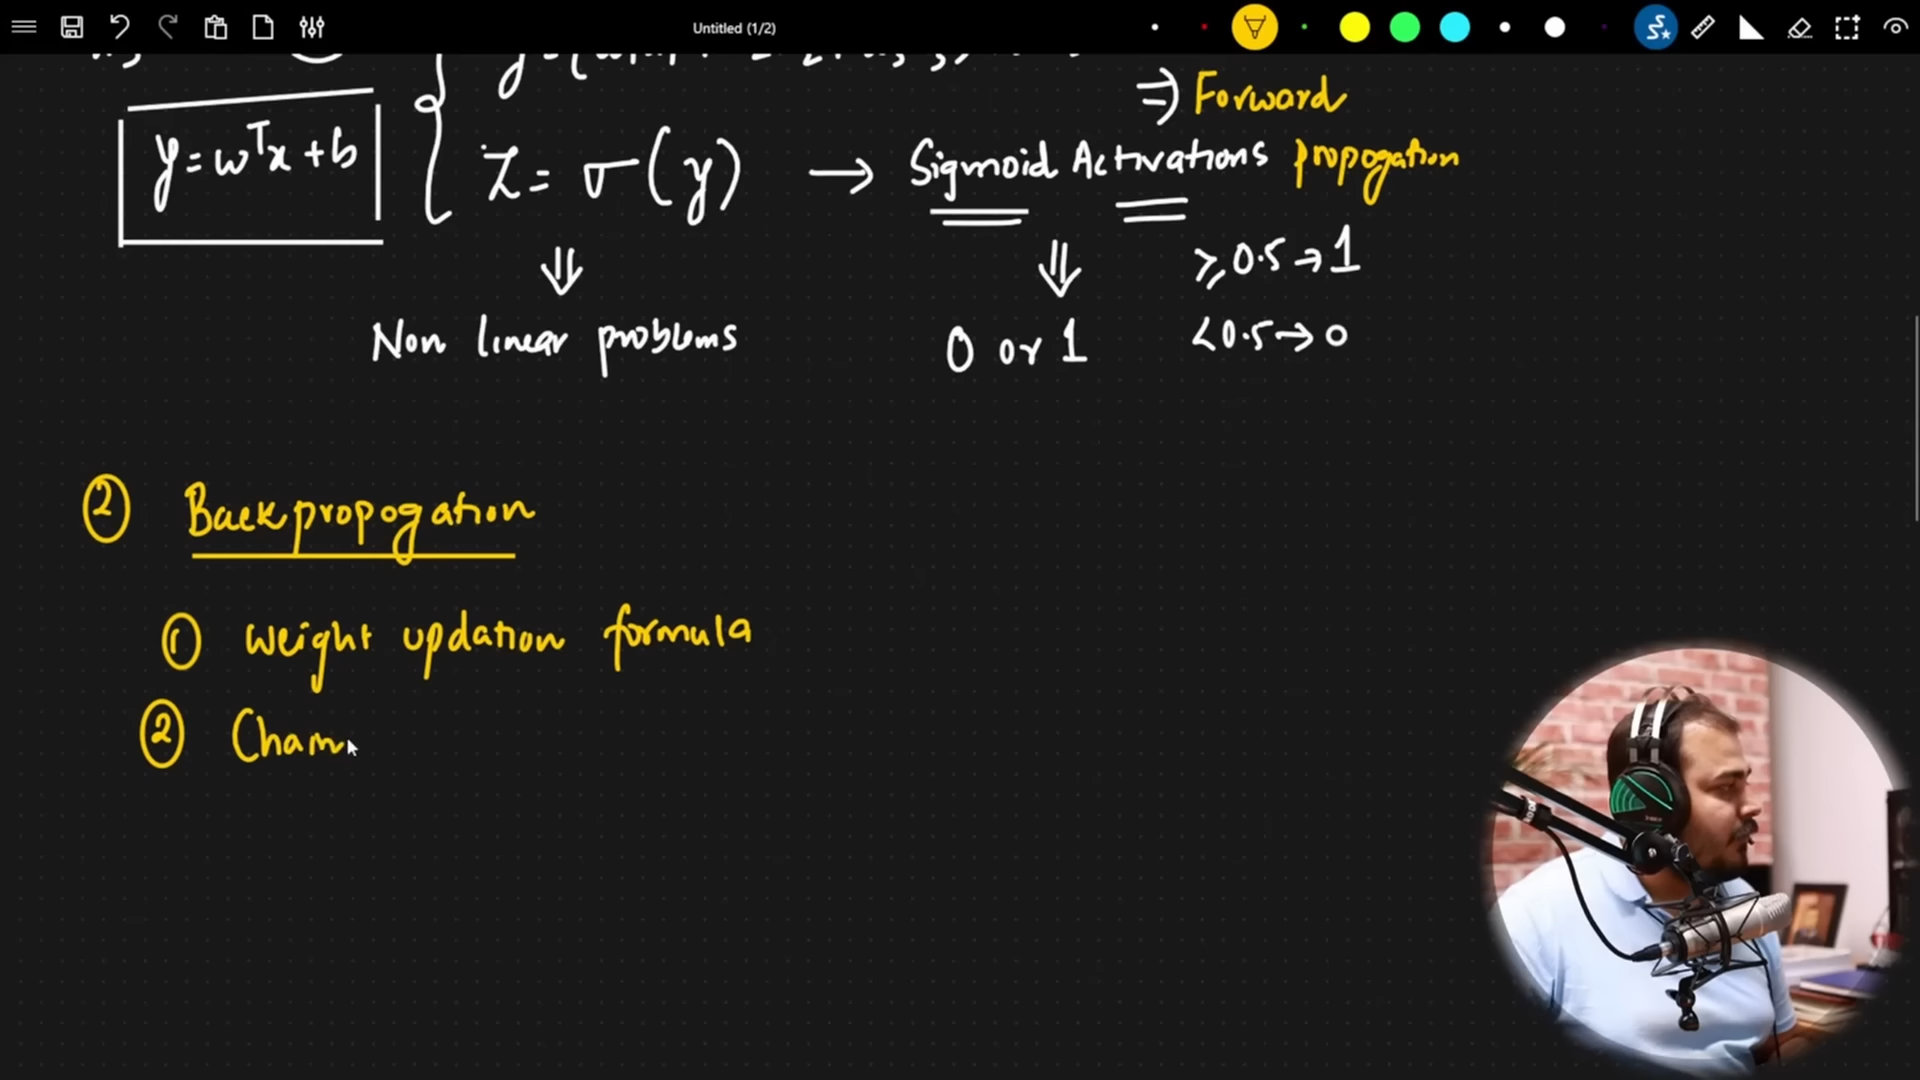 Untitled (1/2)
⇒ Forward
y = wᵀx + b
z = σ(y) → Sigmoid Activations propogation
⇓ ⇓ ≥ 0.5 → 1
Non linear problems 0 or 1 < 0.5 → 0
② Backpropogation
① weight updation formula
② Chain